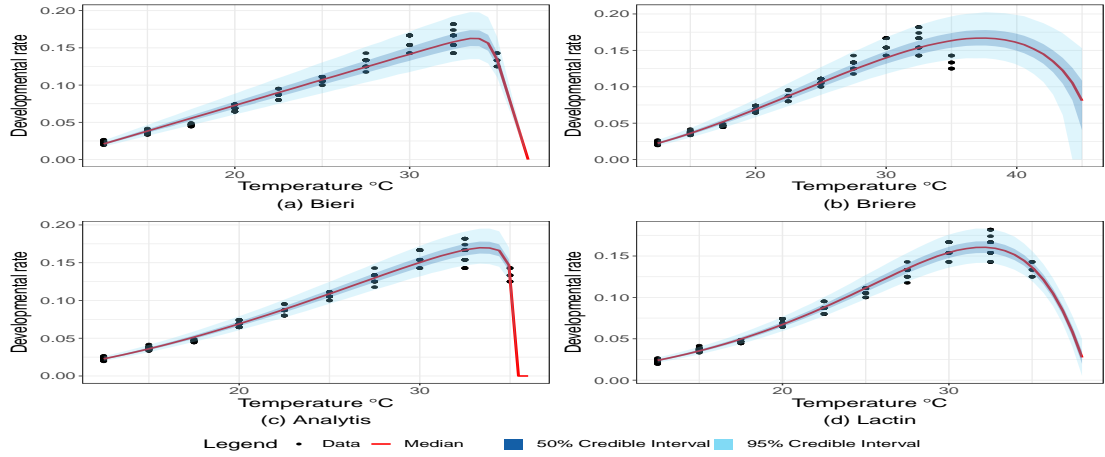 0.20
0.15
0.10
0.05
0.00
Developmental rate
20
30
Temperature °C
(a) Bieri
0.20
0.15
0.10
0.05
0.00
Developmental rate
20
30
40
Temperature °C
(b) Briere
0.20
0.15
0.10
0.05
0.00
Developmental rate
20
30
Temperature °C
(c) Analytis
0.15
0.10
0.05
0.00
Developmental rate
20
30
Temperature °C
(d) Lactin
Legend Data Median 50% Credible Interval 95% Credible Interval